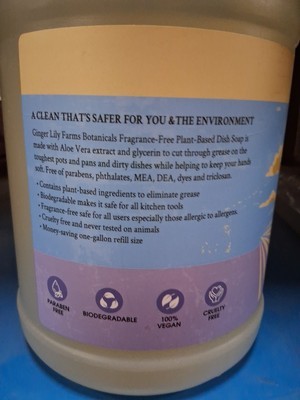 A CLEAN THAT'S SAFER FOR YOU & THE ENVIRONMENT
Ginger Lily Farms Botanicals Fragrance-Free Plant-Based Dish Soap is
made with Aloe Vera extract and glycerin to cut through grease on the
toughest pots and pans and dirty dishes while helping to keep your hands
soft. Free of parabens, phthalates, MEA, DEA, dyes and triclosan.
• Contains plant-based ingredients to eliminate grease
• Biodegradable makes it safe for all kitchen tools
• Fragrance-free safe for all users especially those allergic to allergens
• Cruelty free and never tested on animals
• Money-saving one-gallon refill size
PARABEN
FREE
BIODEGRADABLE
100%
VEGAN
CRUELTY
FREE